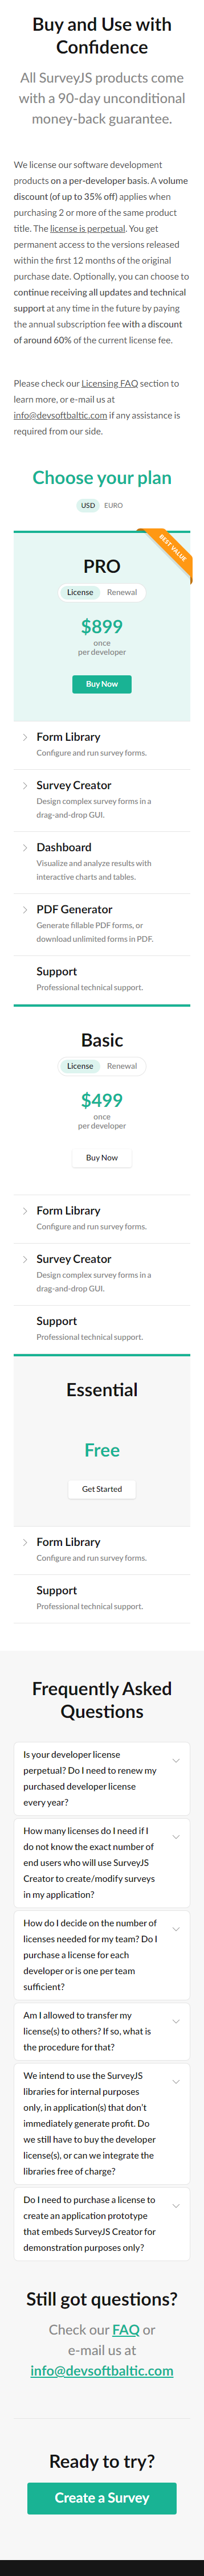 Buy and Use with
Confidence
All SurveyJS products come
with a 90-day unconditional
money-back guarantee.
We license our software development
products on a per-developer basis. A volume
discount (of up to 35% off) applies when
purchasing 2 or more of the same product
title. The license is perpetual. You get
permanent access to the versions released
within the first 12 months of the original
purchase date. Optionally, you can choose to
continue receiving all updates and technical
support at any time in the future by paying
the annual subscription fee with a discount
of around 60% of the current license fee.
Please check our Licensing FAQ section to
learn more, or e-mail us at
info@devsoftbaltic.com if any assistance is
required from our side.
Choose your plan
USD EURO
BEST VALUE
PRO
License Renewal
$899
once
per developer
Buy Now
Form Library
Configure and run survey forms.
Survey Creator
Design complex survey forms in a
drag-and-drop GUI.
Dashboard
Visualize and analyze results with
interactive charts and tables.
PDF Generator
Generate fillable PDF forms, or
download unlimited forms in PDF.
Support
Professional technical support.
Basic
License Renewal
$499
once
per developer
Buy Now
Form Library
Configure and run survey forms.
Survey Creator
Design complex survey forms in a
drag-and-drop GUI.
Support
Professional technical support.
Essential
Free
Get Started
Form Library
Configure and run survey forms.
Support
Professional technical support.
Frequently Asked
Questions
Is your developer license
perpetual? Do I need to renew my
purchased developer license
every year?
How many licenses do I need if I
do not know the exact number of
end users who will use SurveyJS
Creator to create/modify surveys
in my application?
How do I decide on the number of
licenses needed for my team? Do I
purchase a license for each
developer or is one per team
sufficient?
Am I allowed to transfer my
license(s) to others? If so, what is
the procedure for that?
We intend to use the SurveyJS
libraries for internal purposes
only, in application(s) that don't
immediately generate profit. Do
we still have to buy the developer
license(s), or can we integrate the
libraries free of charge?
Do I need to purchase a license to
create an application prototype
that embeds SurveyJS Creator for
demonstration purposes only?
Still got questions?
Check our FAQ or
e-mail us at
info@devsoftbaltic.com
Ready to try?
Create a Survey